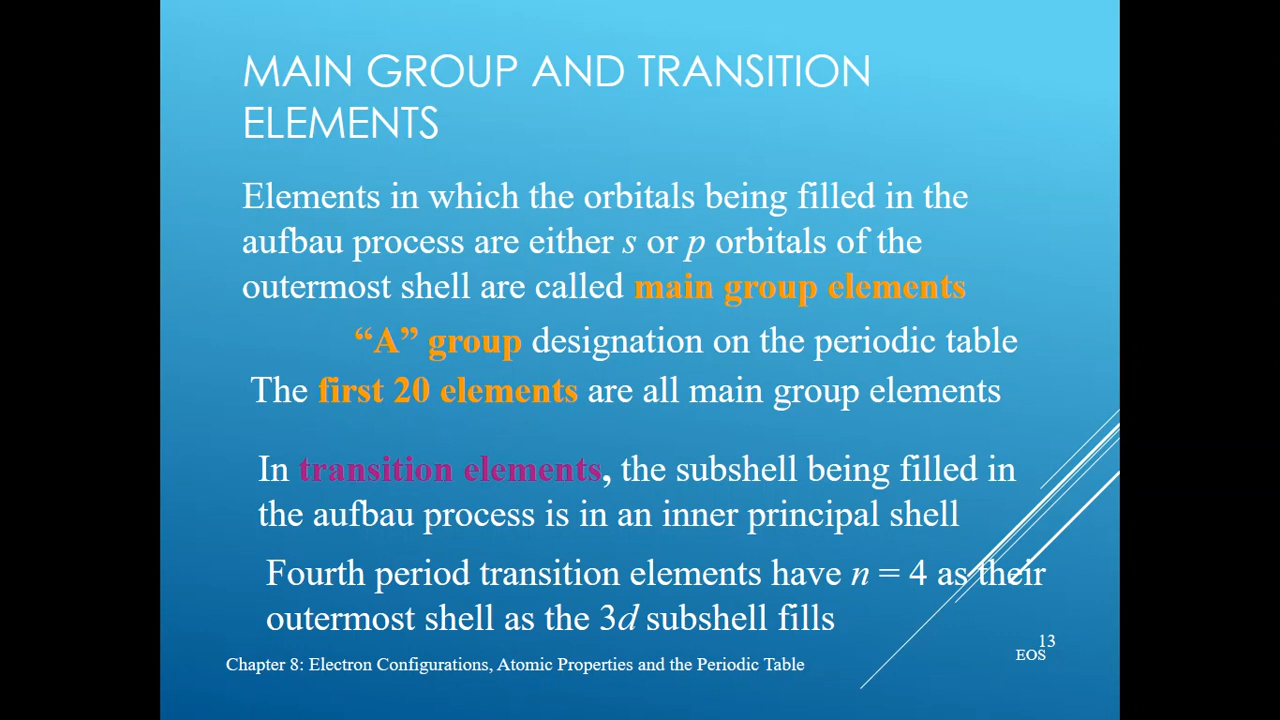 MAIN GROUP AND TRANSITION
ELEMENTS
Elements in which the orbitals being filled in the
aufbau process are either s or p orbitals of the
outermost shell are called main group elements
“A” group designation on the periodic table
The first 20 elements are all main group elements
In transition elements, the subshell being filled in
the aufbau process is in an inner principal shell
Fourth period transition elements have n = 4 as their
outermost shell as the 3d subshell fills
13
EOS
Chapter 8: Electron Configurations, Atomic Properties and the Periodic Table